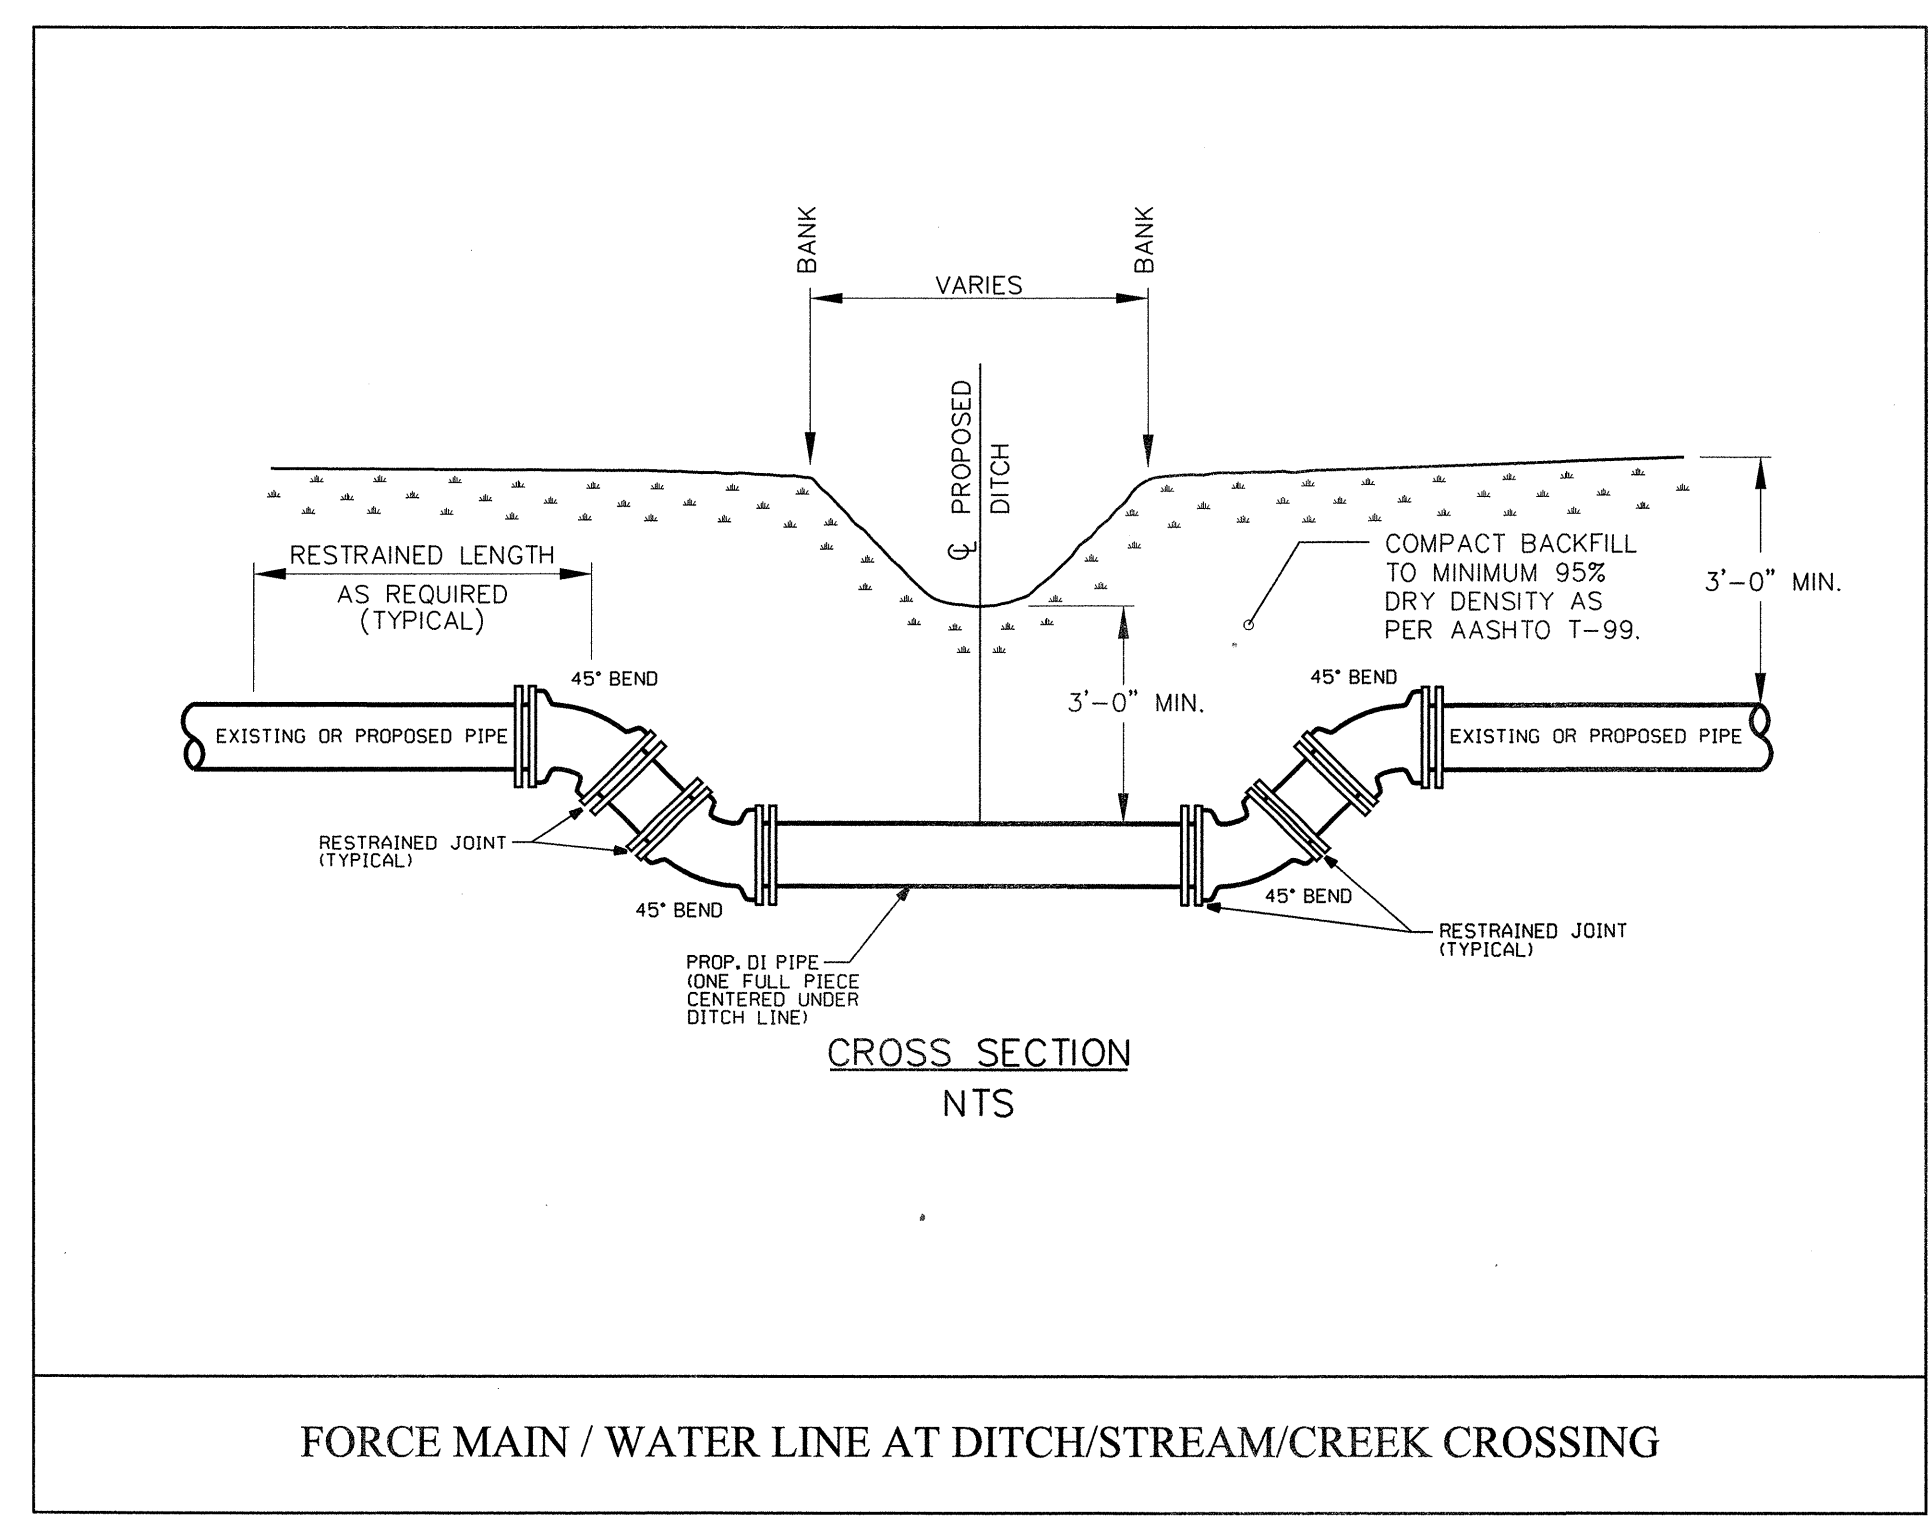 BANK
BANK
VARIES
℄ PROPOSED
DITCH
RESTRAINED LENGTH
AS REQUIRED
(TYPICAL)
COMPACT BACKFILL
TO MINIMUM 95%
DRY DENSITY AS
PER AASHTO T-99.
3'-0" MIN.
45° BEND
45° BEND
3'-0" MIN.
EXISTING OR PROPOSED PIPE
EXISTING OR PROPOSED PIPE
RESTRAINED JOINT
(TYPICAL)
45° BEND
45° BEND
RESTRAINED JOINT
(TYPICAL)
PROP. DI PIPE
(ONE FULL PIECE
CENTERED UNDER
DITCH LINE)
CROSS SECTION
NTS
FORCE MAIN / WATER LINE AT DITCH/STREAM/CREEK CROSSING